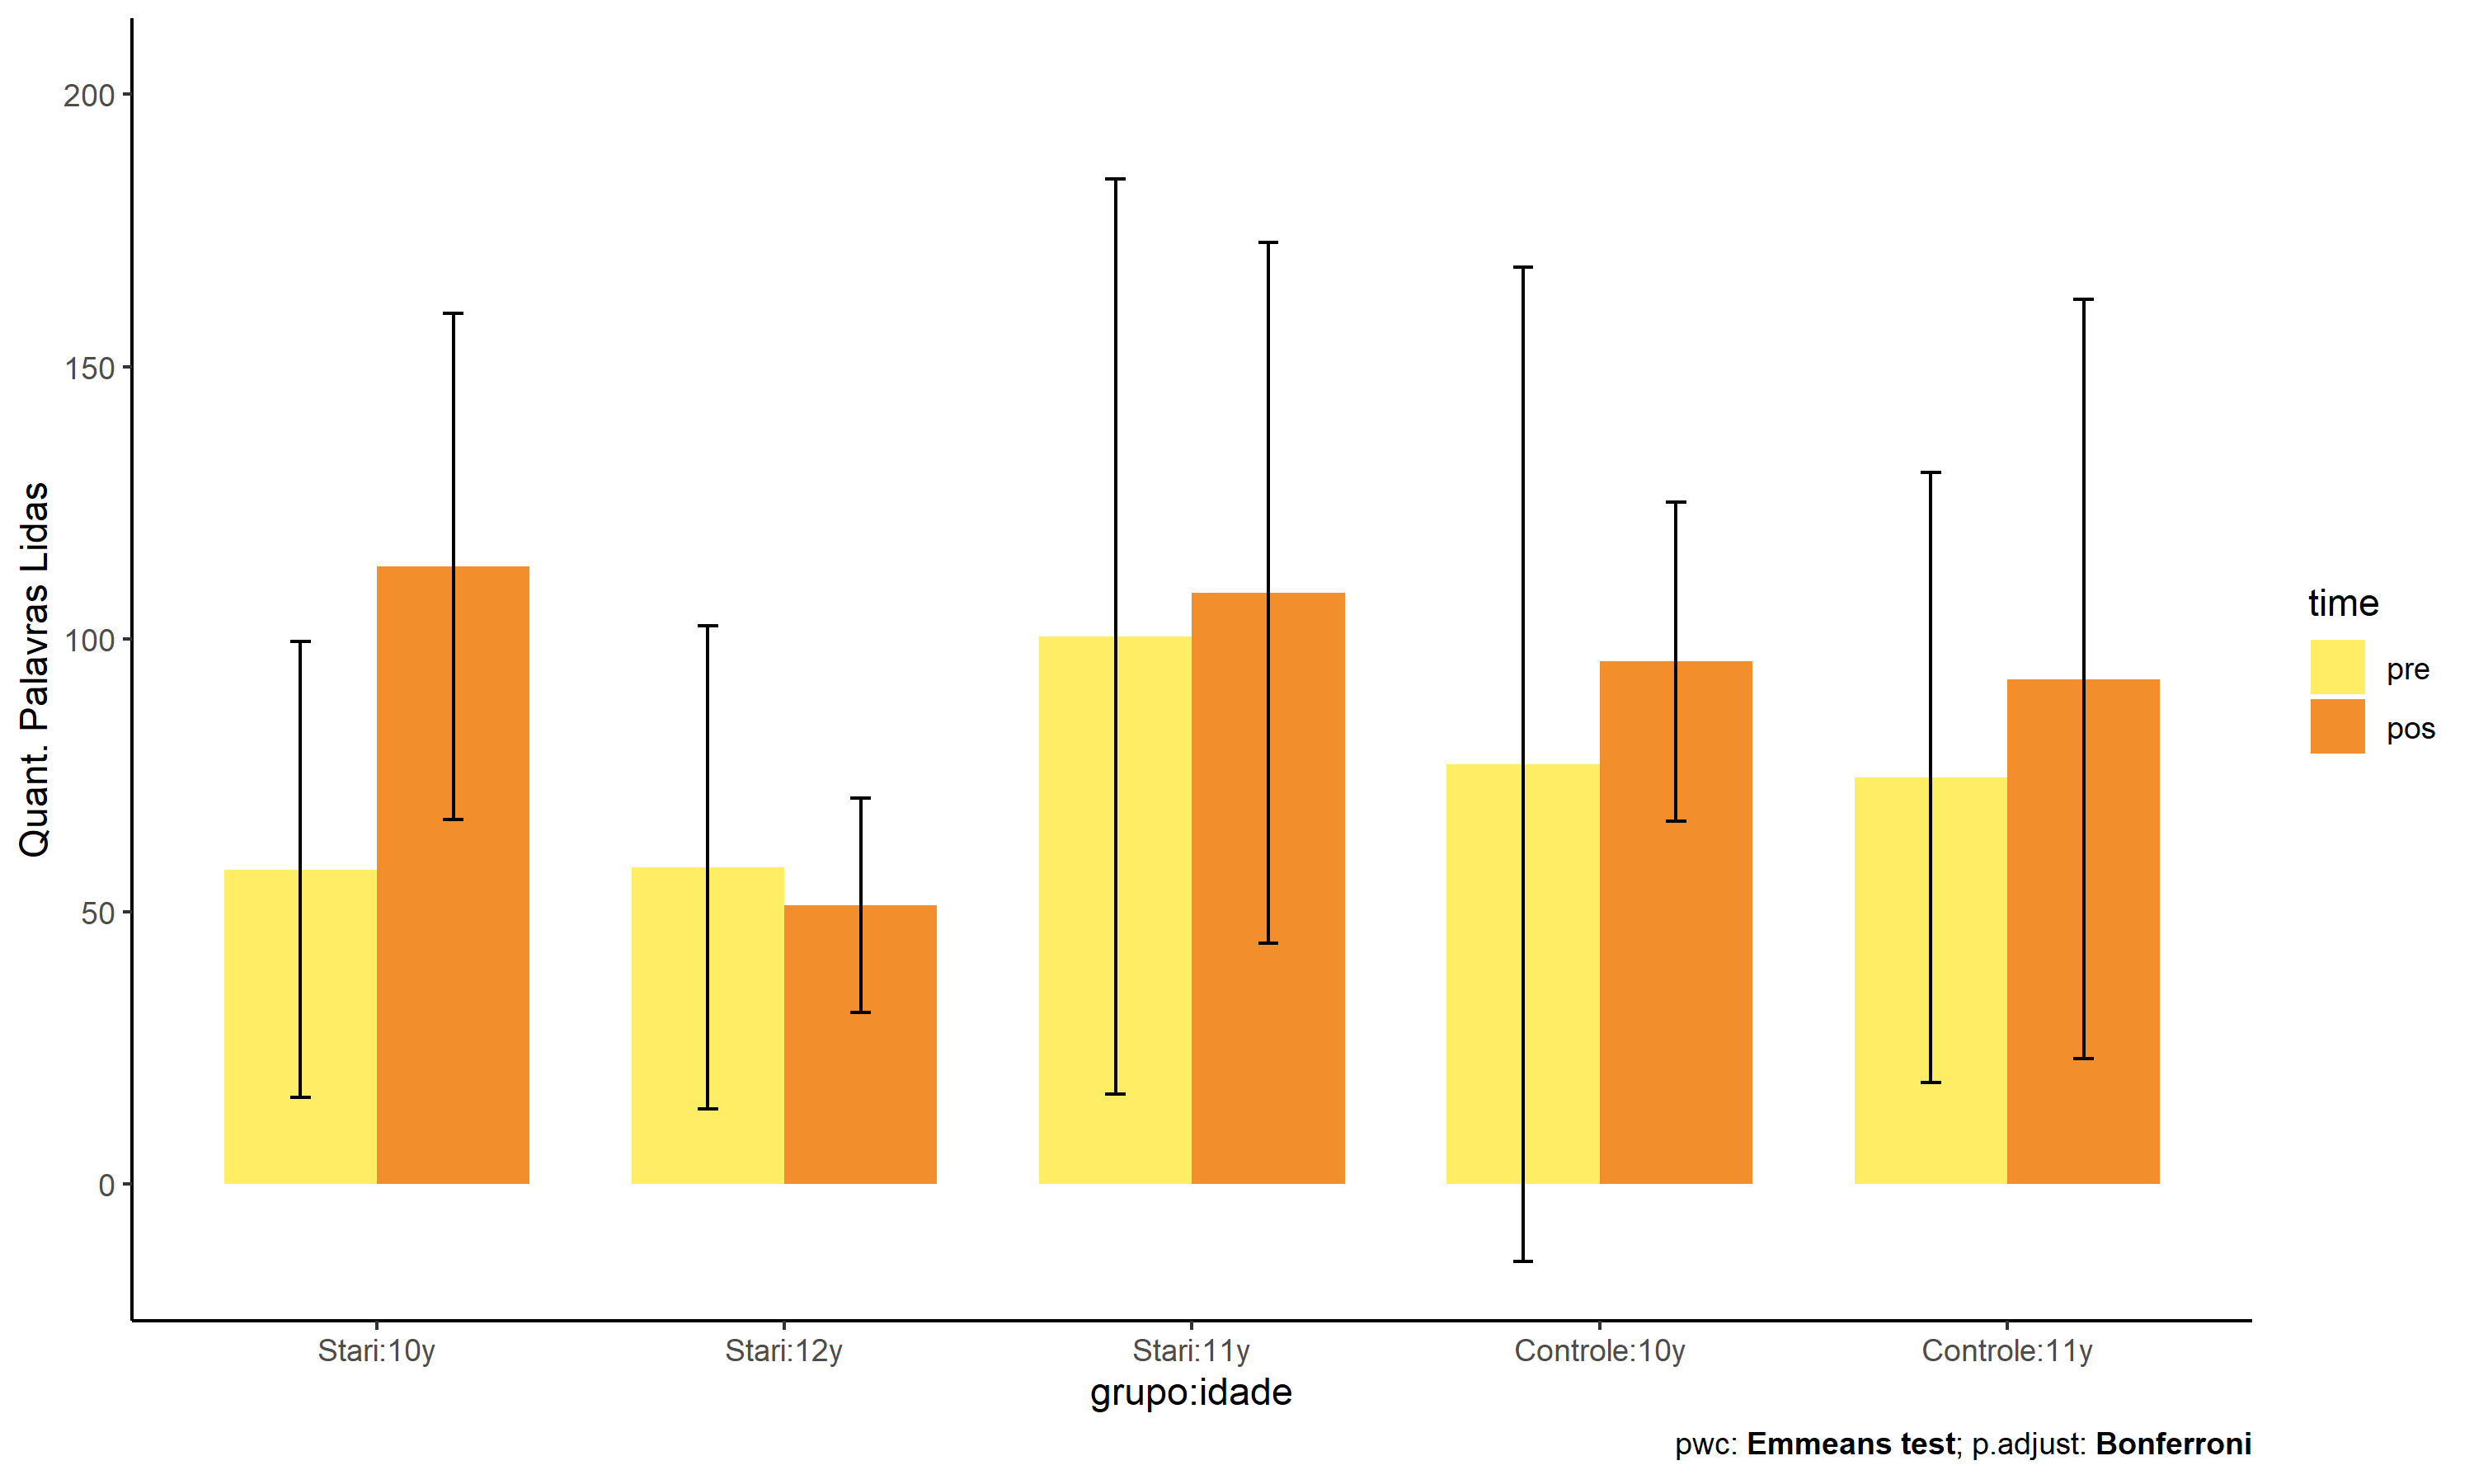 Quant. Palavras Lidas
200
150
100
50
0
Stari:10y
Stari:12y
Stari:11y
Controle:10y
Controle:11y
grupo:idade
time
pre
pos
pwc: Emmeans test; p.adjust: Bonferroni